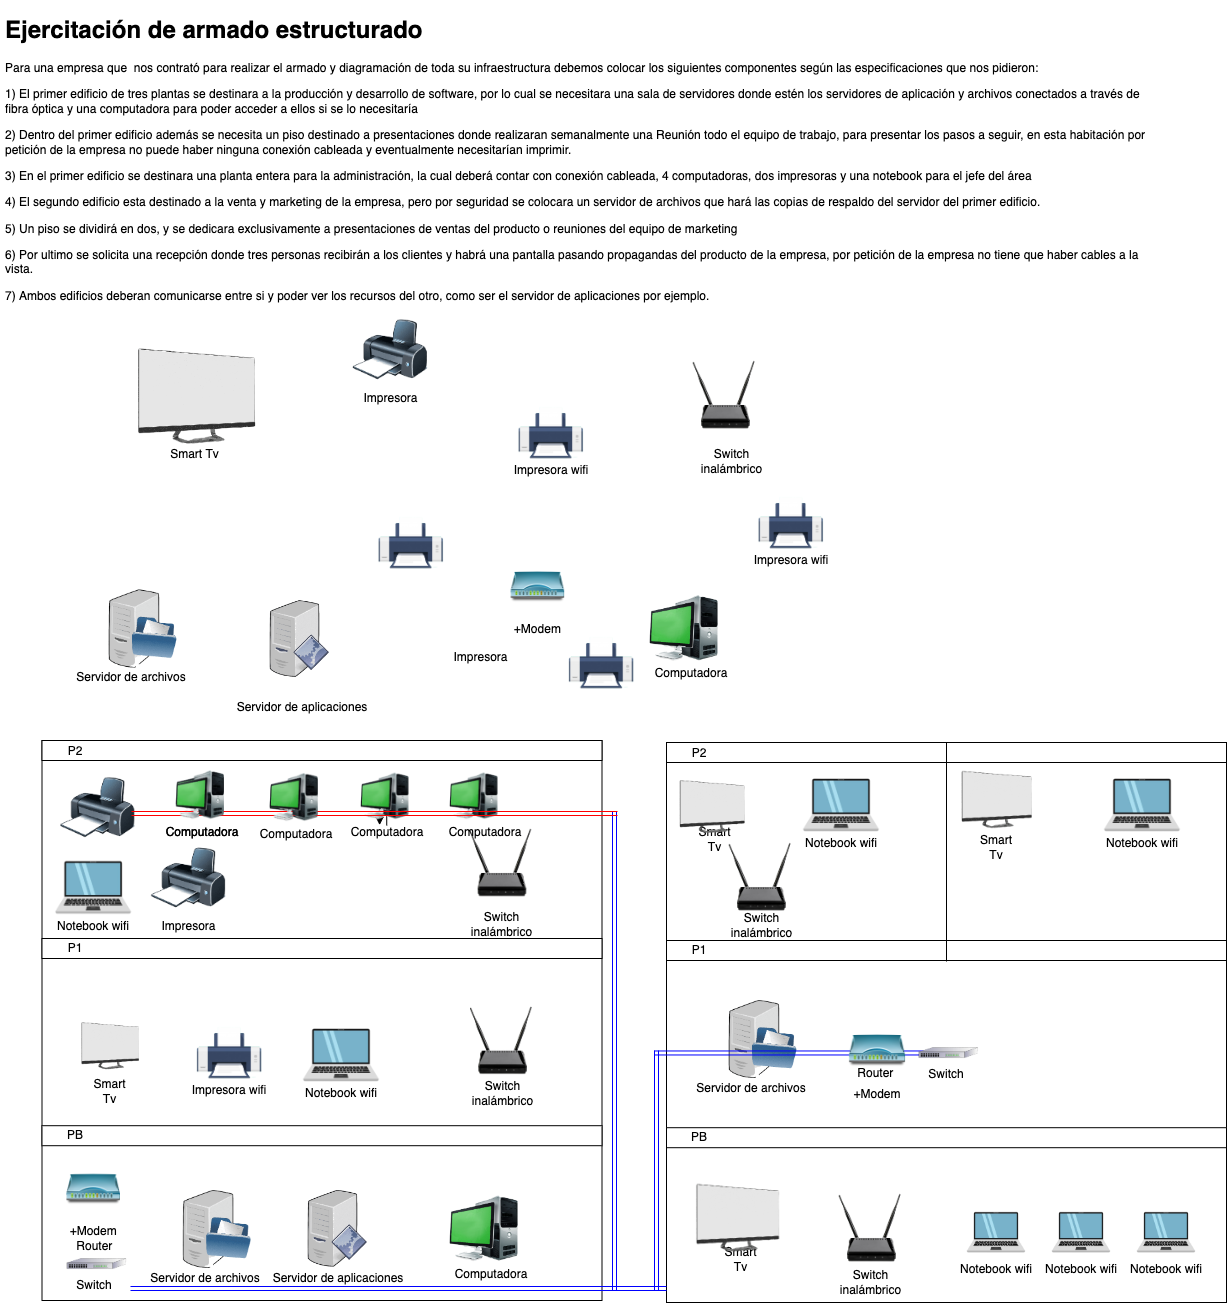 Ejercitación de armado estructurado
Para una empresa que  nos contrató para realizar el armado y diagramación de toda su infraestructura debemos colocar los siguientes componentes según las especificaciones que nos pidieron:
1) El primer edificio de tres plantas se destinara a la producción y desarrollo de software, por lo cual se necesitara una sala de servidores donde estén los servidores de aplicación y archivos conectados a través de
fibra óptica y una computadora para poder acceder a ellos si se lo necesitaría
2) Dentro del primer edificio además se necesita un piso destinado a presentaciones donde realizaran semanalmente una Reunión todo el equipo de trabajo, para presentar los pasos a seguir, en esta habitación por
petición de la empresa no puede haber ninguna conexión cableada y eventualmente necesitarían imprimir.
3) En el primer edificio se destinara una planta entera para la administración, la cual deberá contar con conexión cableada, 4 computadoras, dos impresoras y una notebook para el jefe del área
4) El segundo edificio esta destinado a la venta y marketing de la empresa, pero por seguridad se colocara un servidor de archivos que hará las copias de respaldo del servidor del primer edificio.
5) Un piso se dividirá en dos, y se dedicara exclusivamente a presentaciones de ventas del producto o reuniones del equipo de marketing
6) Por ultimo se solicita una recepción donde tres personas recibirán a los clientes y habrá una pantalla pasando propagandas del producto de la empresa, por petición de la empresa no tiene que haber cables a la
vista.
7) Ambos edificios deberan comunicarse entre si y poder ver los recursos del otro, como ser el servidor de aplicaciones por ejemplo.
Impresora
Smart Tv
Impresora wifi
Switch
inalámbrico
Impresora wifi
+Modem
Impresora
Computadora
Servidor de archivos
Servidor de aplicaciones
P2
Computadora
Computadora
Computadora
Computadora
Notebook wifi
Impresora
Switch
inalámbrico
P1
Smart
Tv
Impresora wifi
Notebook wifi
Switch
inalámbrico
PB
+Modem
Router
Switch
Servidor de archivos
Servidor de aplicaciones
Computadora
P2
Smart
Tv
Notebook wifi
Smart
Tv
Notebook wifi
Switch
inalámbrico
P1
Servidor de archivos
Router
+Modem
Switch
PB
Smart
Tv
Switch
inalámbrico
Notebook wifi
Notebook wifi
Notebook wifi